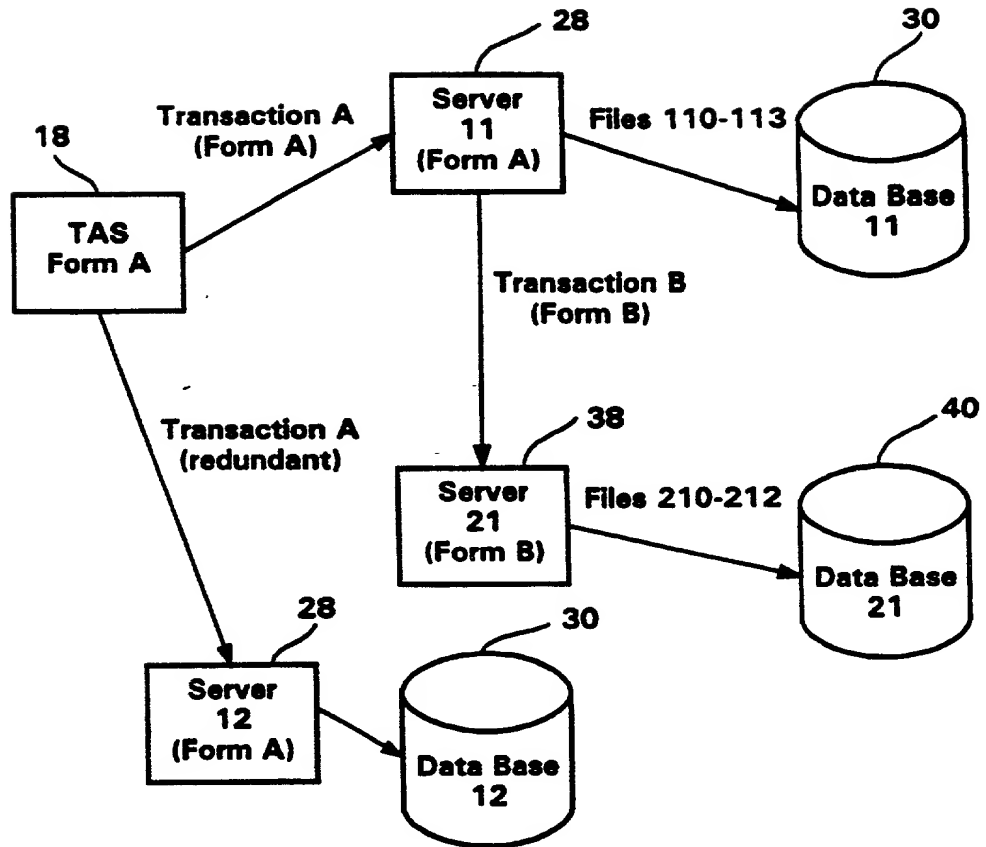 28
30
Server
11
(Form A)
Transaction A
(Form A)
Files 110-113
Data Base
11
18
TAS
Form A
Transaction B
(Form B)
Transaction A
(redundant)
38
40
Server
21
(Form B)
Files 210-212
Data Base
21
28
30
Server
12
(Form A)
Data Base
12